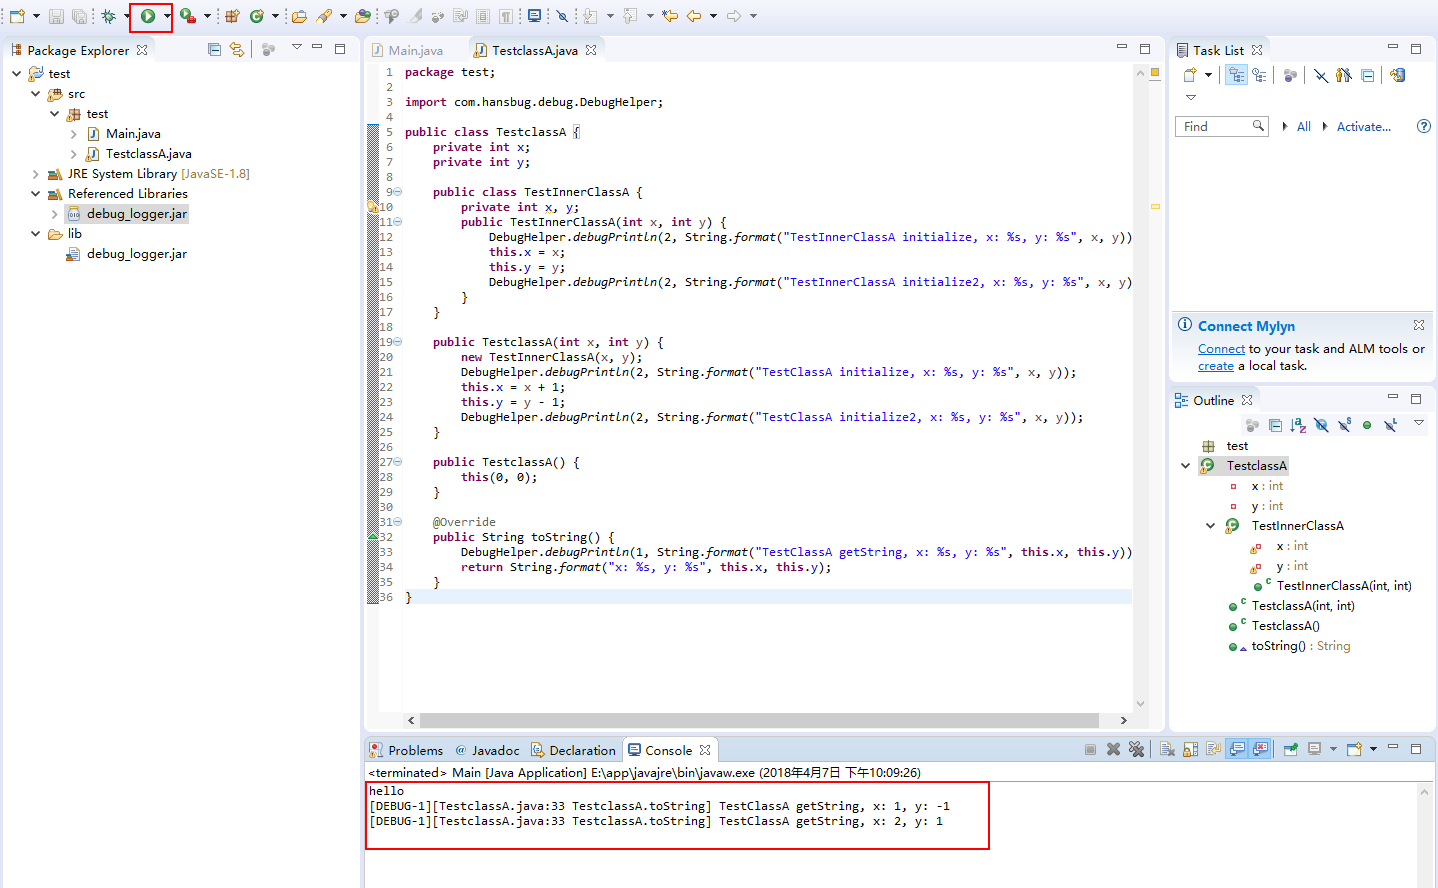 Package Explorer
test
src
test
Main.java
TestclassA.java
JRE System Library [JavaSE-1.8]
Referenced Libraries
debug_logger.jar
lib
debug_logger.jar
Main.java
TestclassA.java
1 package test;
2
3 import com.hansbug.debug.DebugHelper;
4
5 public class TestclassA {
6 private int x;
7 private int y;
8
9 public class TestInnerClassA {
10 private int x, y;
11 public TestInnerClassA(int x, int y) {
12 DebugHelper.debugPrintln(2, String.format("TestInnerClassA initialize, x: %s, y: %s", x, y))
13 this.x = x;
14 this.y = y;
15 DebugHelper.debugPrintln(2, String.format("TestInnerClassA initialize2, x: %s, y: %s", x, y)
16 }
17 }
18
19 public TestclassA(int x, int y) {
20 new TestInnerClassA(x, y);
21 DebugHelper.debugPrintln(2, String.format("TestClassA initialize, x: %s, y: %s", x, y));
22 this.x = x + 1;
23 this.y = y - 1;
24 DebugHelper.debugPrintln(2, String.format("TestClassA initialize2, x: %s, y: %s", x, y));
25 }
26
27 public TestclassA() {
28 this(0, 0);
29 }
30
31 @Override
32 public String toString() {
33 DebugHelper.debugPrintln(1, String.format("TestClassA getString, x: %s, y: %s", this.x, this.y))
34 return String.format("x: %s, y: %s", this.x, this.y);
35 }
36 }
Task List
Find
All
Activate...
Connect Mylyn
Connect to your task and ALM tools or
create a local task.
Outline
test
TestclassA
x : int
y : int
TestInnerClassA
x : int
y : int
TestInnerClassA(int, int)
TestclassA(int, int)
TestclassA()
toString() : String
Problems
@ Javadoc
Declaration
Console
<terminated> Main [Java Application] E:\app\javajre\bin\javaw.exe (2018年4月7日 下午10:09:26)
hello
[DEBUG-1][TestclassA.java:33 TestclassA.toString] TestClassA getString, x: 1, y: -1
[DEBUG-1][TestclassA.java:33 TestclassA.toString] TestClassA getString, x: 2, y: 1